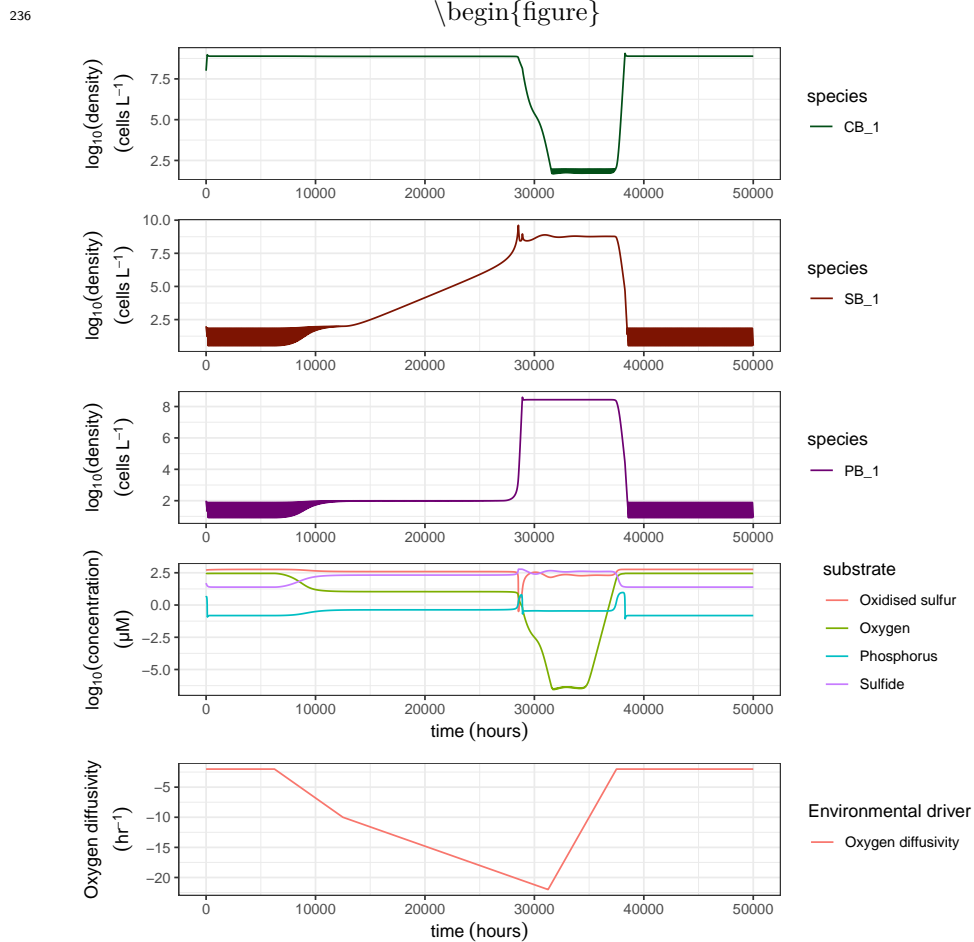 236
\begin{figure}
log10(density)
(cells L−1)
7.5
5.0
2.5
0 10000 20000 30000 40000 50000
species
CB_1
log10(density)
(cells L−1)
10.0
7.5
5.0
2.5
0 10000 20000 30000 40000 50000
species
SB_1
log10(density)
(cells L−1)
8
6
4
2
0 10000 20000 30000 40000 50000
species
PB_1
log10(concentration)
(µM)
2.5
0.0
−2.5
−5.0
0 10000 20000 30000 40000 50000
time (hours)
substrate
Oxidised sulfur
Oxygen
Phosphorus
Sulfide
Oxygen diffusivity
(hr−1)
−5
−10
−15
−20
0 10000 20000 30000 40000 50000
time (hours)
Environmental driver
Oxygen diffusivity